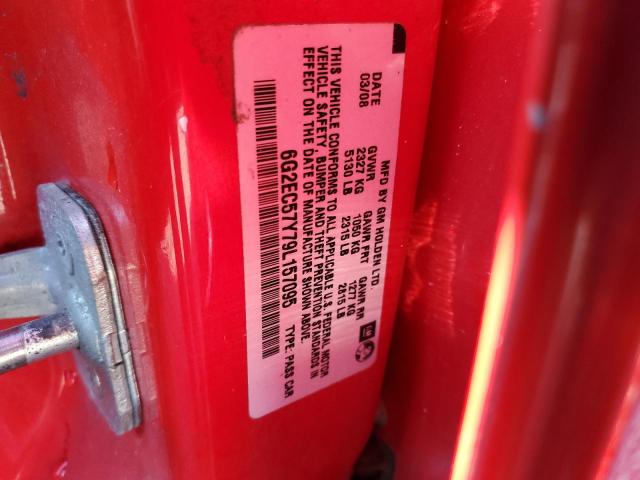 MFD BY GM HOLDEN LTD.
DATE GVWR GAWR FRT GAWR RR
03/08 2327 KG 1050 KG 1277 KG
5130 LB 2315 LB 2815 LB
THIS VEHICLE CONFORMS TO ALL APPLICABLE U.S. FEDERAL MOTOR
VEHICLE SAFETY, BUMPER AND THEFT PREVENTION STANDARDS IN
EFFECT ON THE DATE OF MANUFACTURE SHOWN ABOVE.
6G2EC57Y79L157095 TYPE: PASS CAR
GM